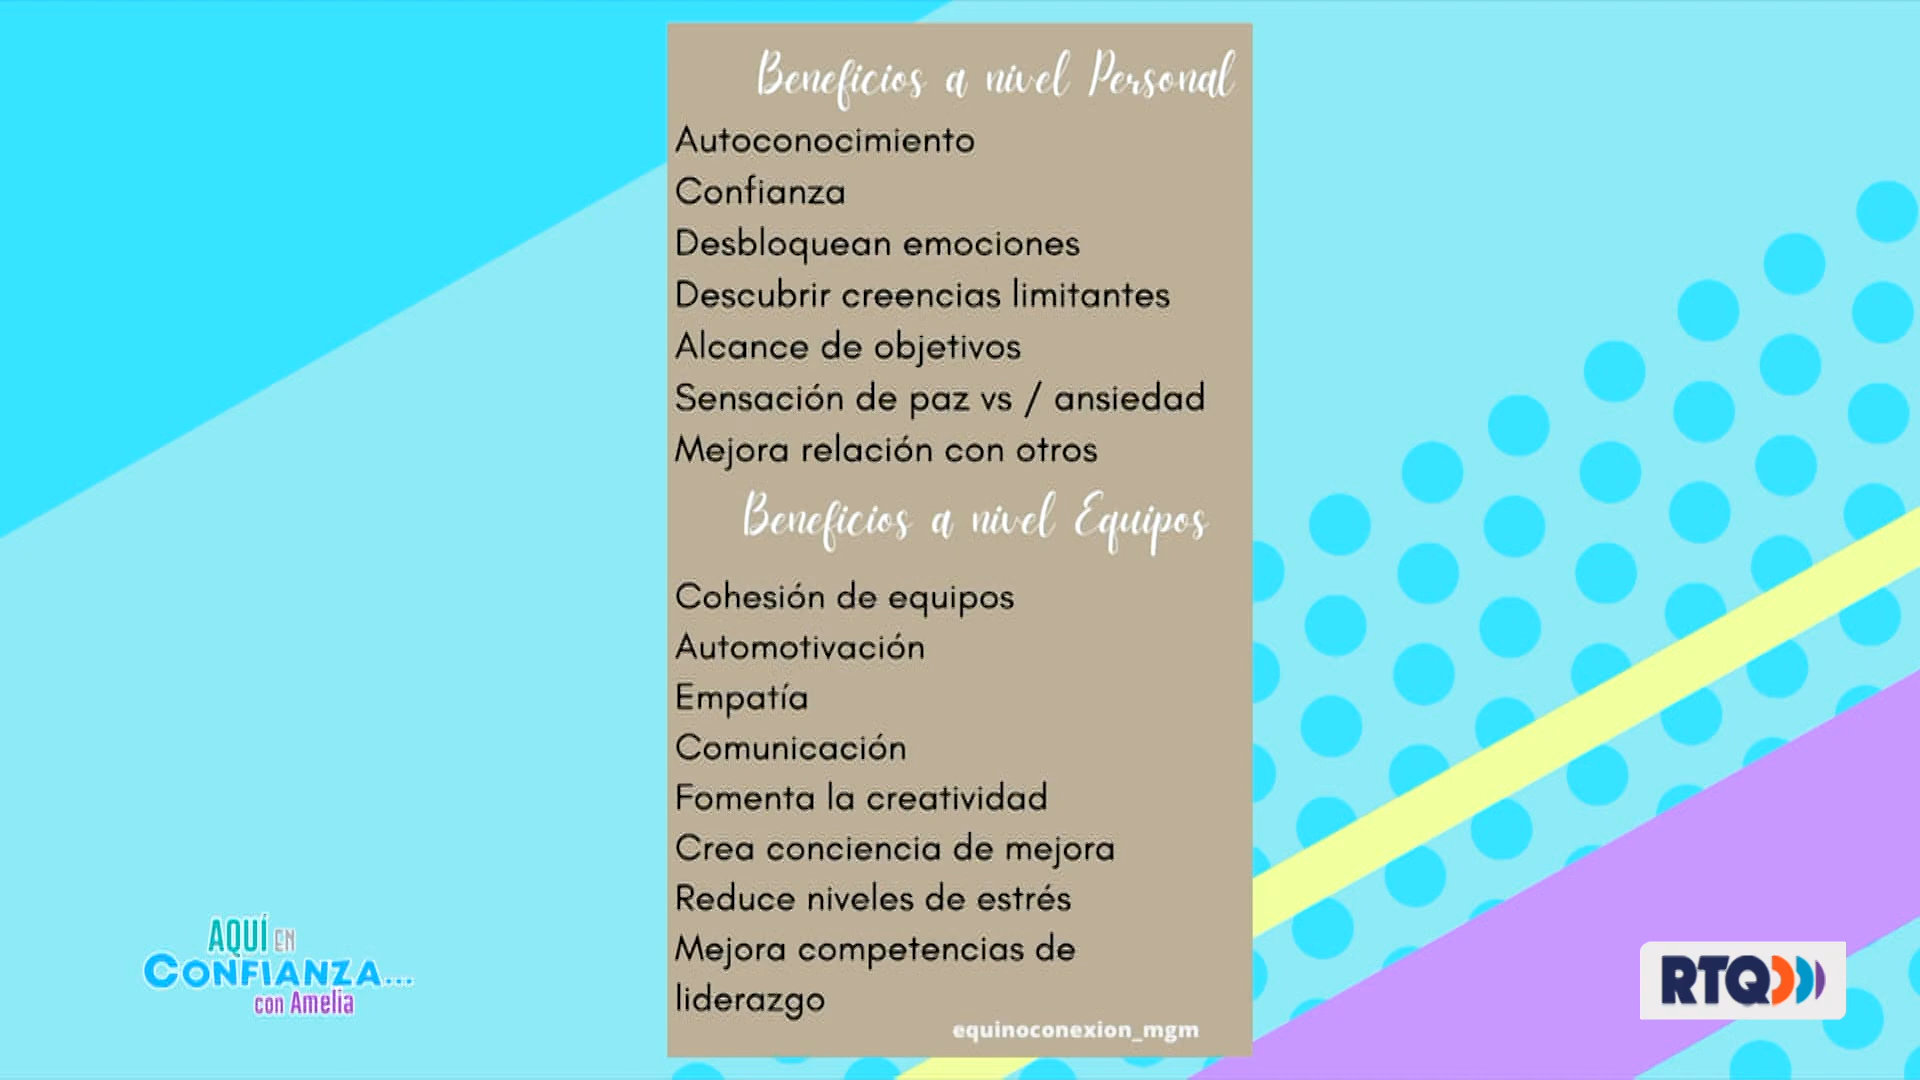 Beneficios a nivel Personal
Autoconocimiento
Confianza
Desbloquean emociones
Descubrir creencias limitantes
Alcance de objetivos
Sensación de paz vs / ansiedad
Mejora relación con otros
Beneficios a nivel Equipos
Cohesión de equipos
Automotivación
Empatía
Comunicación
Fomenta la creatividad
Crea conciencia de mejora
Reduce niveles de estrés
Mejora competencias de
liderazgo
equinoconexion_mgm
AQUÍ EN
CONFIANZA...
con Amelia
RTQ